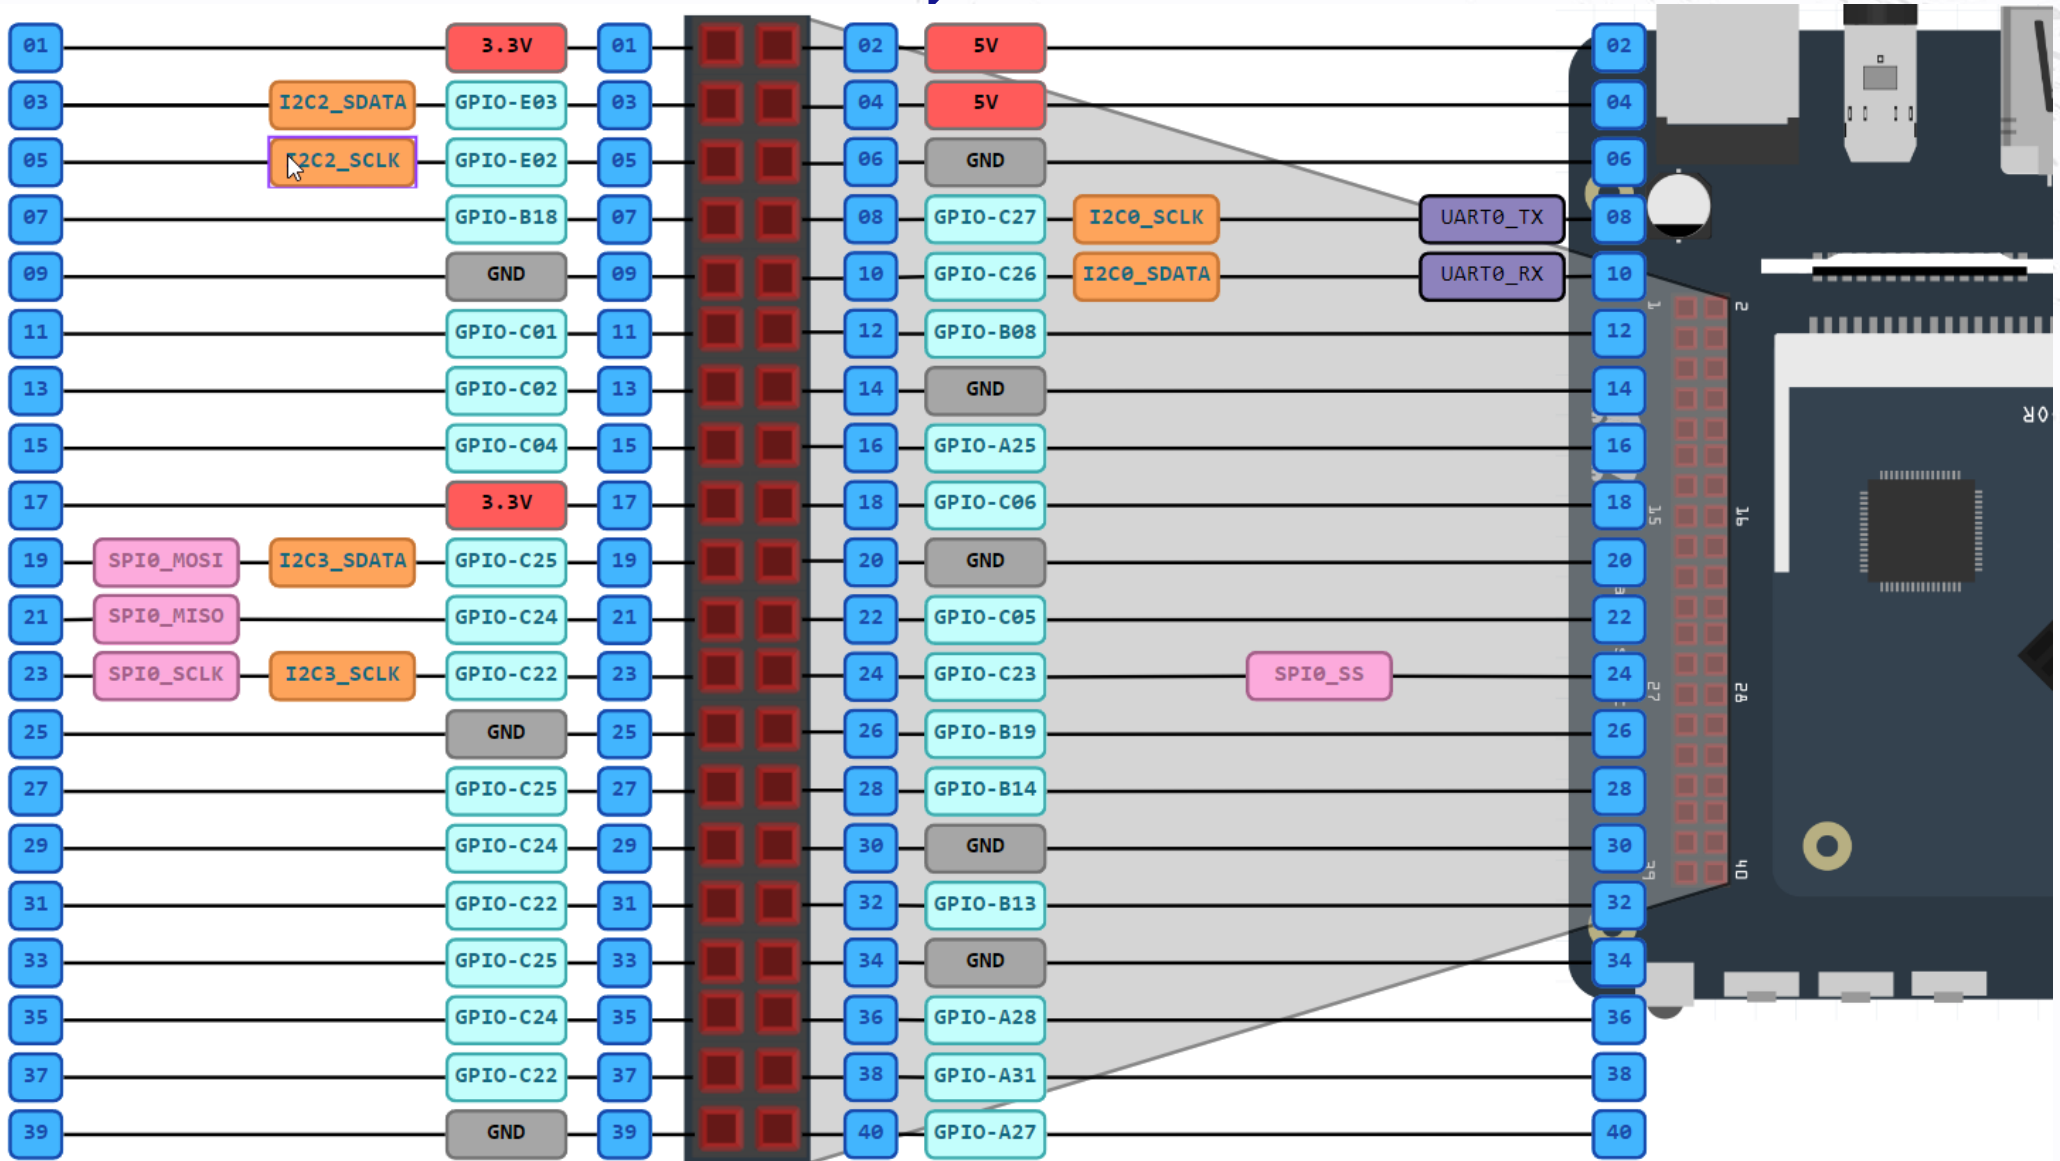 01 3.3V 01 02 5V 02
03 I2C2_SDATA GPIO-E03 03 04 5V 04
05 I2C2_SCLK GPIO-E02 05 06 GND 06
07 GPIO-B18 07 08 GPIO-C27 I2C0_SCLK UART0_TX 08
09 GND 09 10 GPIO-C26 I2C0_SDATA UART0_RX 10
1 2
11 GPIO-C01 11 12 GPIO-B08 12
13 GPIO-C02 13 14 GND 14
15 GPIO-C04 15 16 GPIO-A25 16
17 3.3V 17 18 GPIO-C06 18
15 16
19 SPI0_MOSI I2C3_SDATA GPIO-C25 19 20 GND 20
21 SPI0_MISO GPIO-C24 21 22 GPIO-C05 22
23 SPI0_SCLK I2C3_SCLK GPIO-C22 23 24 GPIO-C23 SPI0_SS 24
27 28
25 GND 25 26 GPIO-B19 26
27 GPIO-C25 27 28 GPIO-B14 28
29 GPIO-C24 29 30 GND 30
39 40
31 GPIO-C22 31 32 GPIO-B13 32
33 GPIO-C25 33 34 GND 34
35 GPIO-C24 35 36 GPIO-A28 36
37 GPIO-C22 37 38 GPIO-A31 38
39 GND 39 40 GPIO-A27 40